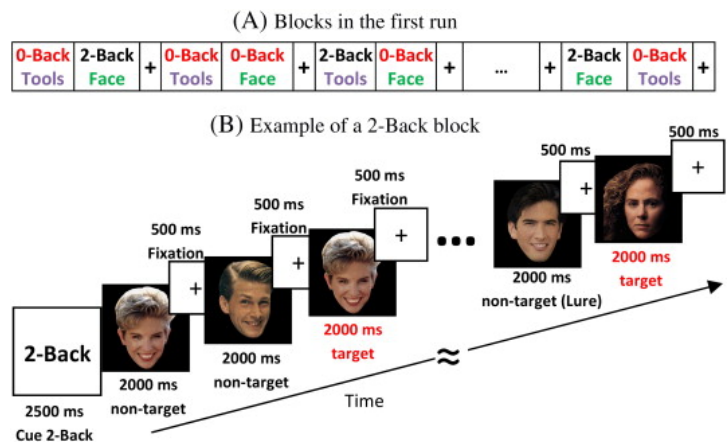 (A) Blocks in the first run
0-Back 2-Back + 0-Back 0-Back + 2-Back 0-Back + ... + 2-Back 0-Back +
Tools Face Tools Face Tools Face Face Tools
(B) Example of a 2-Back block
500 ms
500 ms
500 ms
Fixation
+
500 ms
Fixation
+
...
+
500 ms
Fixation
+
+
2-Back
2000 ms
target
2000 ms
non-target (Lure)
2000 ms
target
2000 ms
non-target
2000 ms
non-target
≈
Time
2500 ms
Cue 2-Back